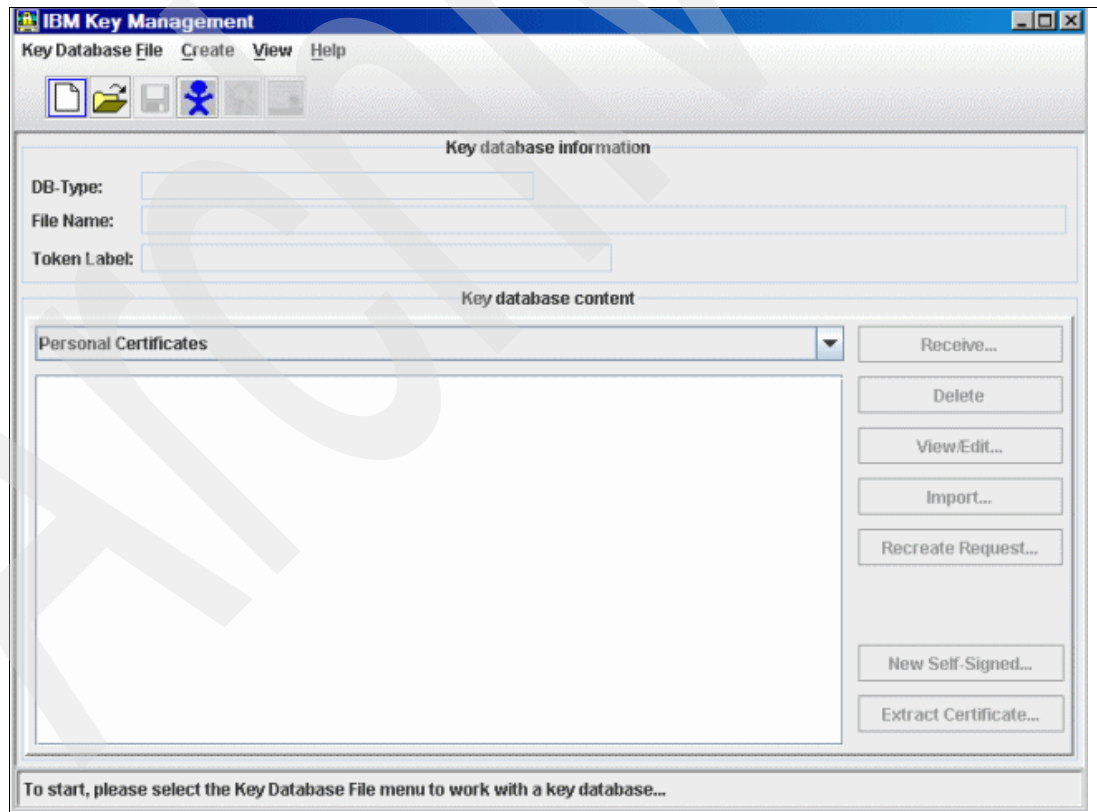 IBM Key Management
Key Database File Create View Help
Key database information
DB-Type:
File Name:
Token Label:
Key database content
Personal Certificates
Receive...
Delete
View/Edit...
Import...
Recreate Request...
New Self-Signed...
Extract Certificate...
To start, please select the Key Database File menu to work with a key database...